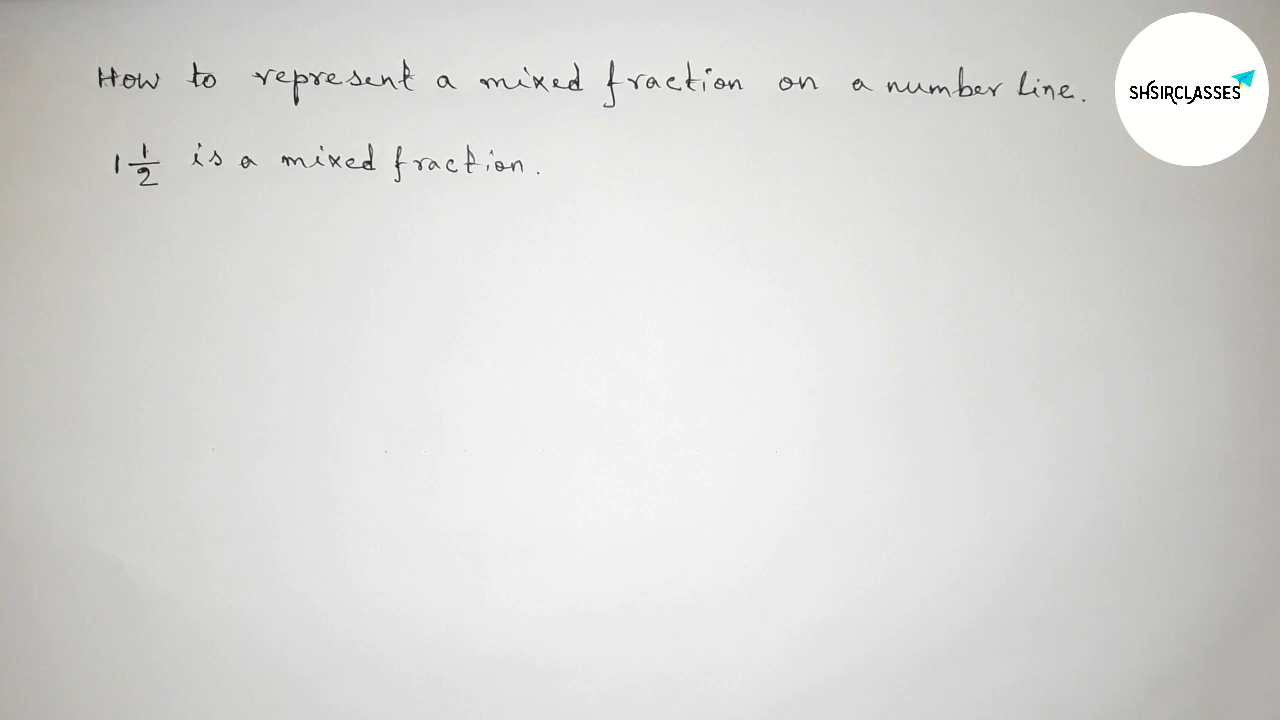 How to represent a mixed fraction on a number line.
SHSIRCLASSES
1 1/2 is a mixed fraction.